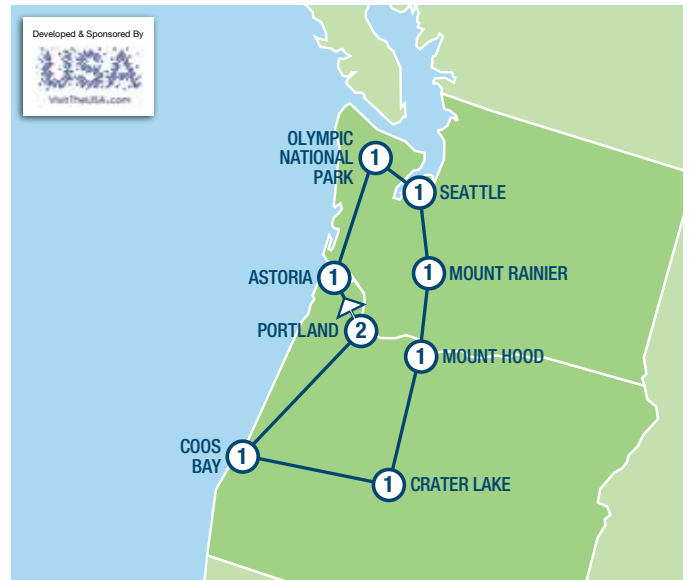 Developed & Sponsored By
USA
VisitTheUSA.com
OLYMPIC
NATIONAL
PARK
1
1
SEATTLE
ASTORIA
1
1
MOUNT RAINIER
PORTLAND
2
1
MOUNT HOOD
COOS
BAY
1
1
CRATER LAKE